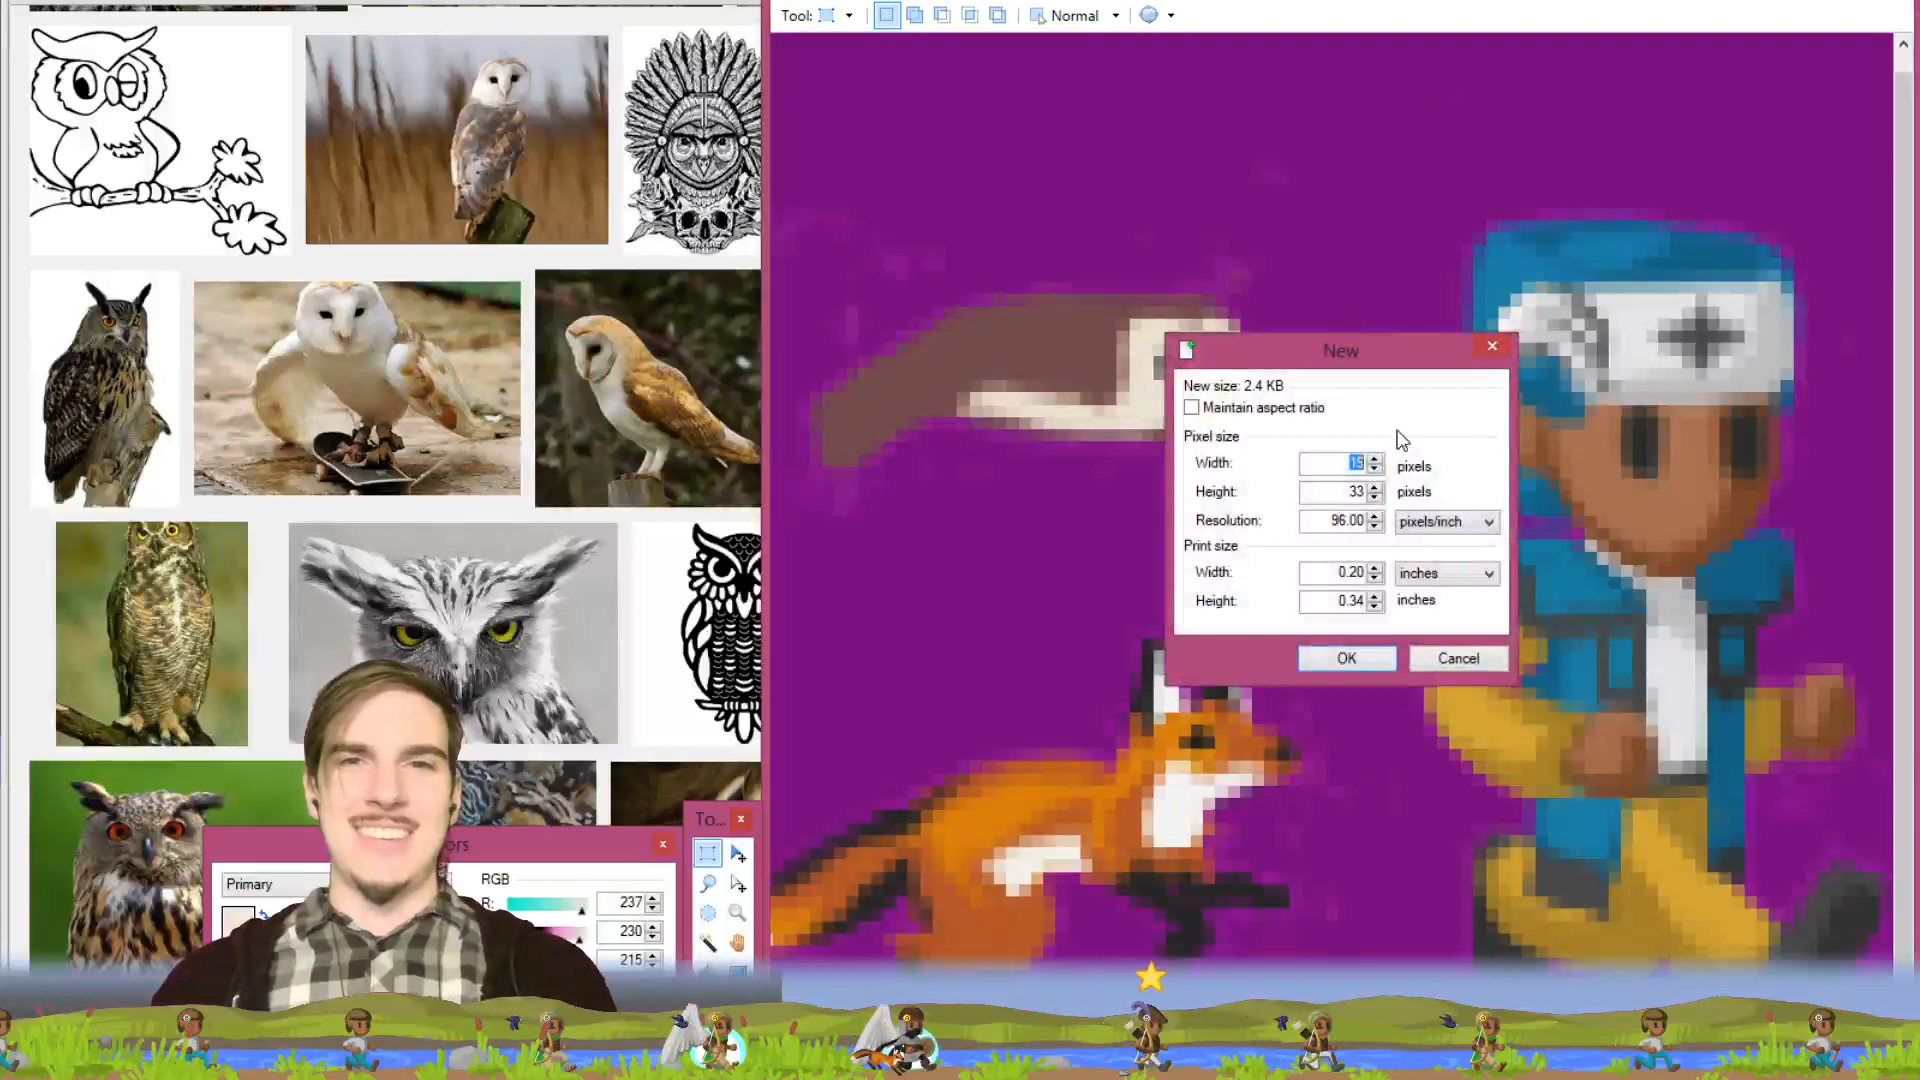 Tool:
Normal
New
New size: 2.4 KB
Maintain aspect ratio
Pixel size
Width: 19 pixels
Height: 33 pixels
Resolution: 96.00 pixels/inch
Print size
Width: 0.20 inches
Height: 0.34 inches
OK Cancel
To...
ors
Primary
RGB
R: 237
230
215